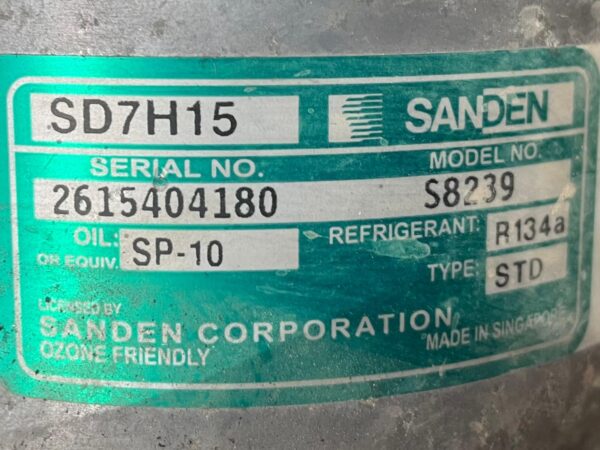 SD7H15 SANDEN
SERIAL NO. MODEL NO.
2615404180 S8239
OIL: SP-10 REFRIGERANT: R134a
OR EQUIV. TYPE: STD
LICENSED BY
SANDEN CORPORATION
OZONE FRIENDLY MADE IN SINGAPORE